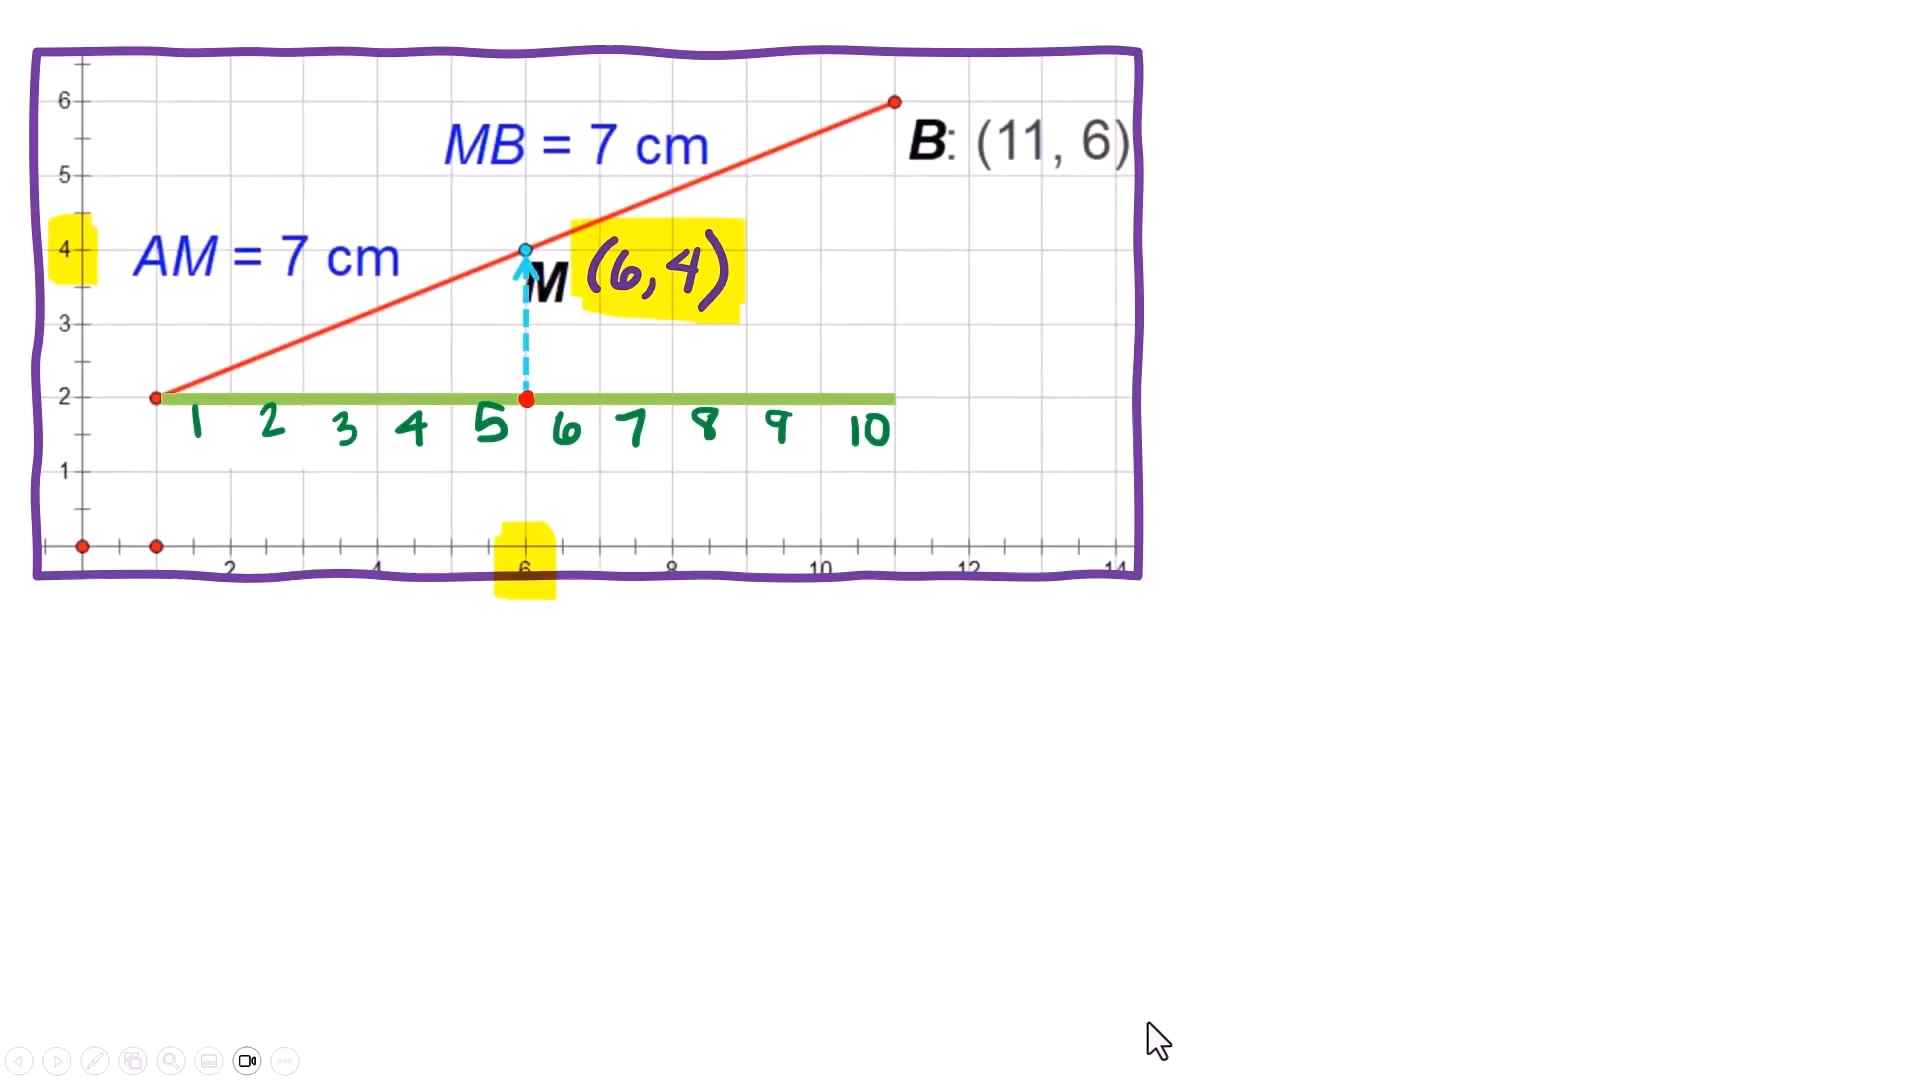 6
MB = 7 cm
B: (11, 6)
5
4
AM = 7 cm
M (6,4)
3
2
1 2 3 4 5 6 7 8 9 10
1
2 4 6 8 10 12 14